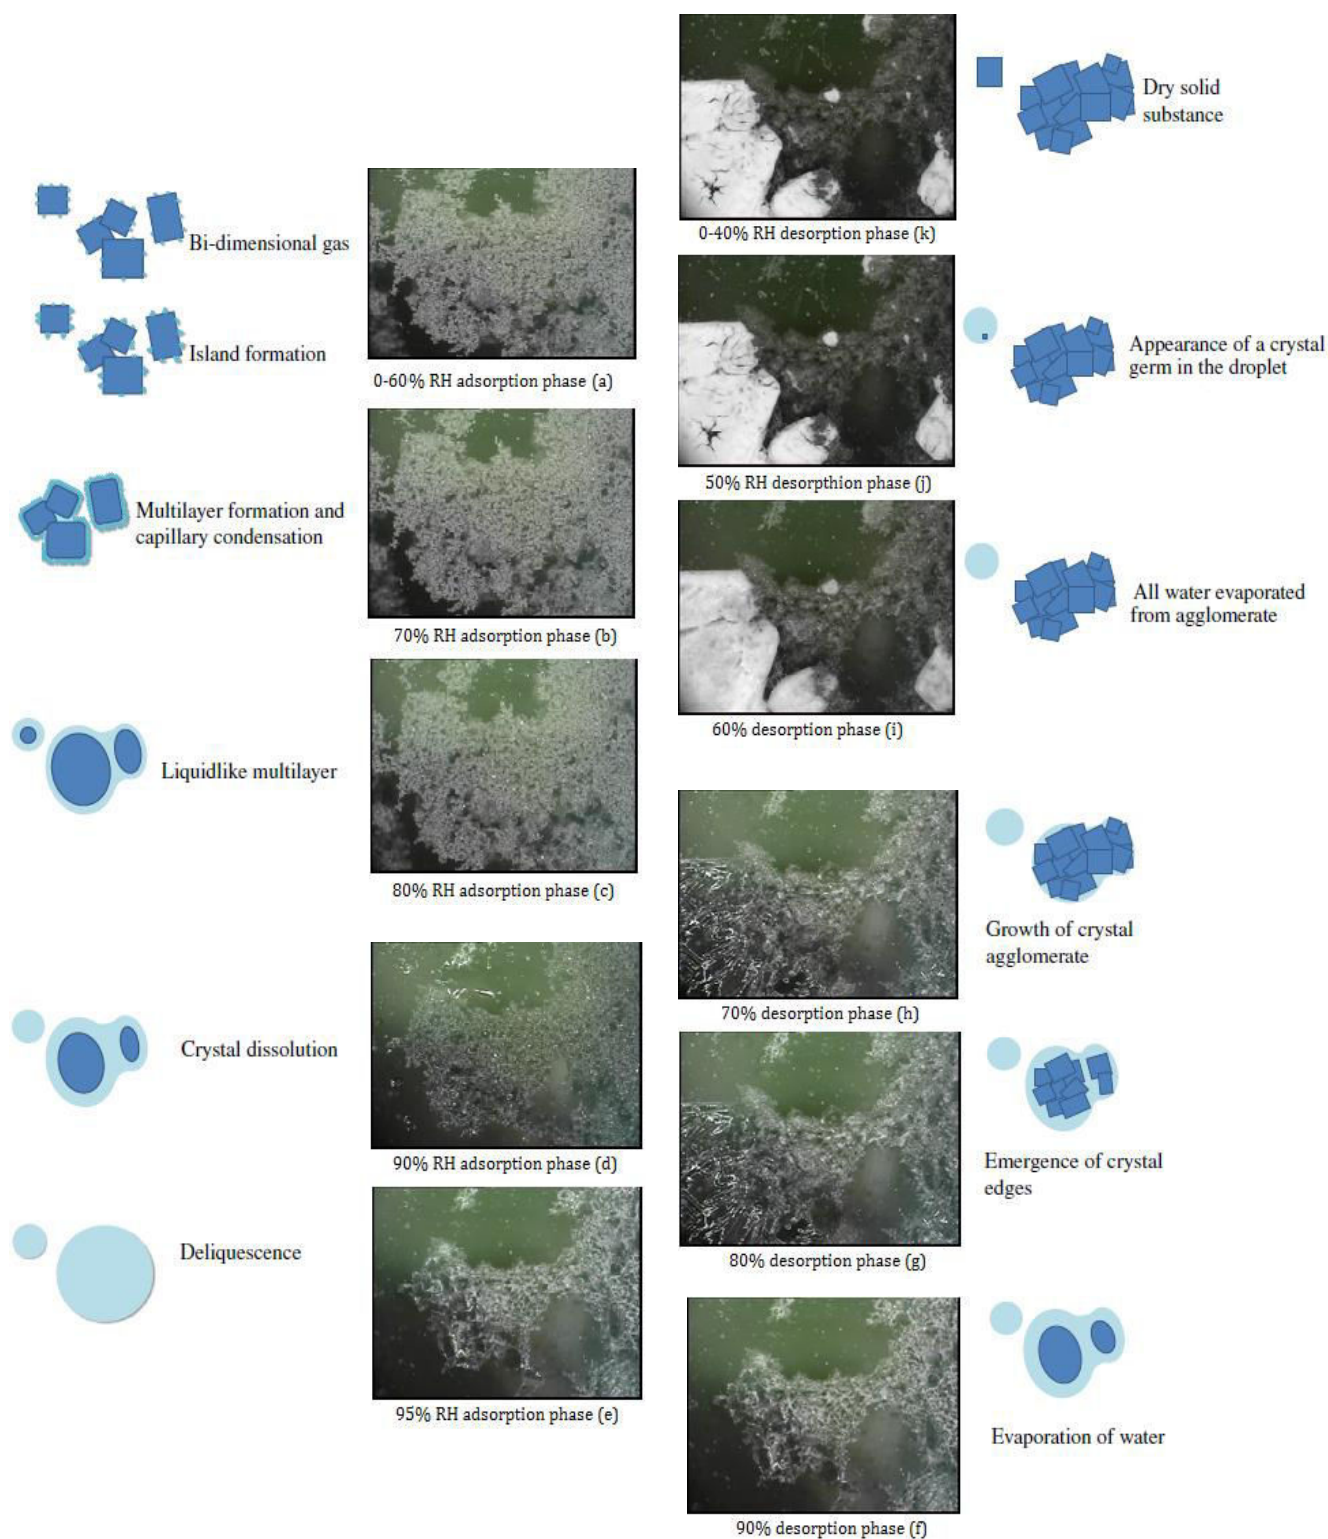 Bi-dimensional gas
Island formation
0-60% RH adsorption phase (a)
Multilayer formation and
capillary condensation
70% RH adsorption phase (b)
Liquidlike multilayer
80% RH adsorption phase (c)
Crystal dissolution
90% RH adsorption phase (d)
Deliquescence
95% RH adsorption phase (e)
Dry solid
substance
0-40% RH desorption phase (k)
Appearance of a crystal
germ in the droplet
50% RH desorpthion phase (j)
All water evaporated
from agglomerate
60% desorption phase (i)
Growth of crystal
agglomerate
70% desorption phase (h)
Emergence of crystal
edges
80% desorption phase (g)
Evaporation of water
90% desorption phase (f)